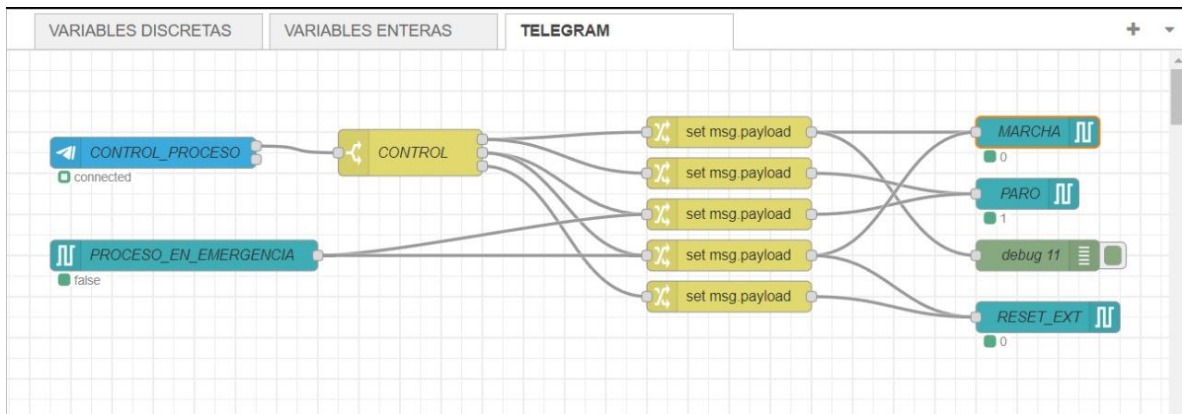 VARIABLES DISCRETAS
VARIABLES ENTERAS
TELEGRAM
CONTROL_PROCESO
connected
CONTROL
set msg.payload
set msg.payload
set msg.payload
set msg.payload
set msg.payload
MARCHA
0
PARO
1
PROCESO_EN_EMERGENCIA
false
debug 11
RESET_EXT
0